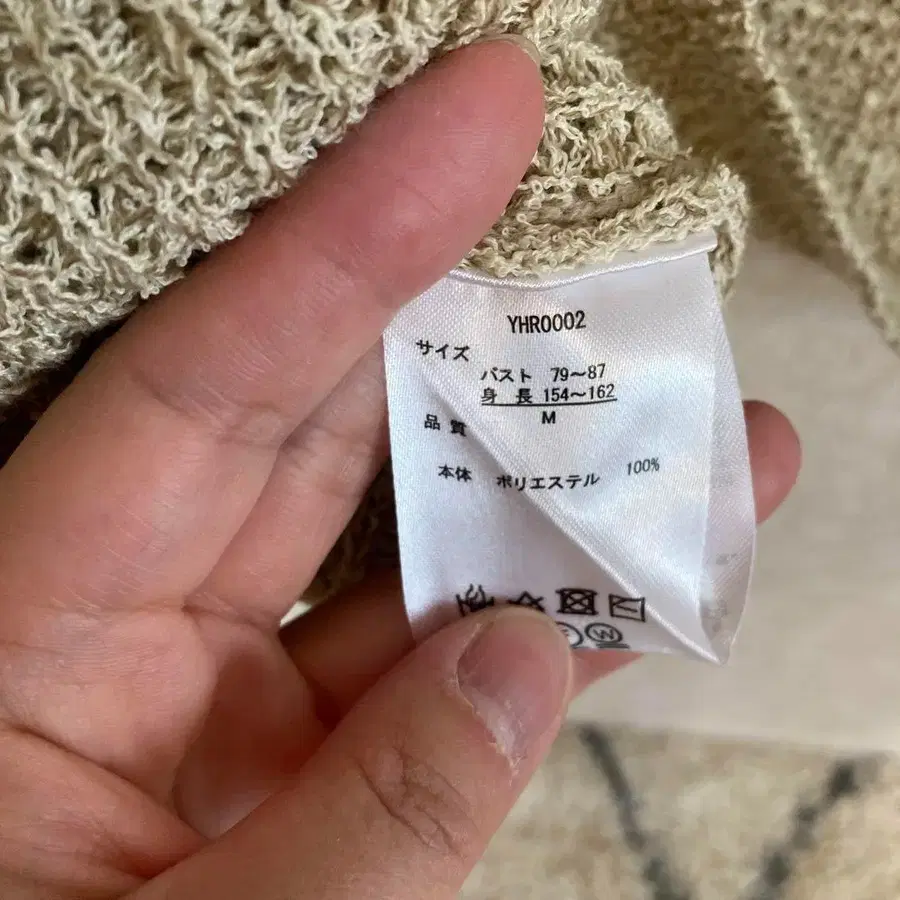 YHR0002
サイズ
バスト 79～87
身 長 154～162
M
品 質
本体 ポリエステル 100%
W